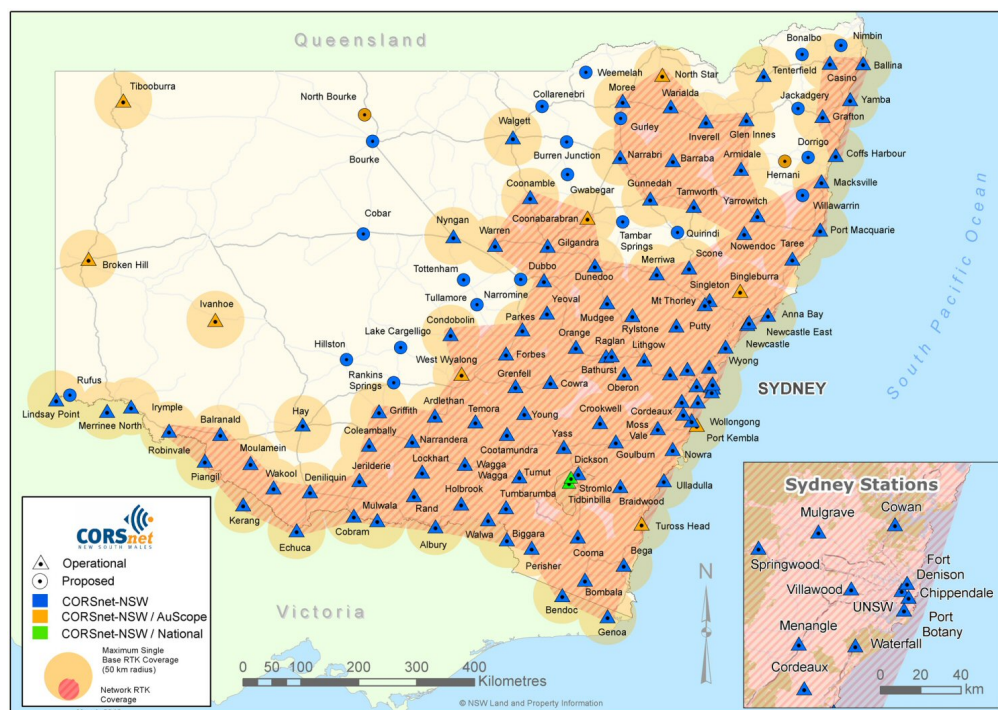 Queensland
Tibooburra
North Bourke
Bourke
Weemelah
Collarenebri
Walgett
Burren Junction
Gwabegar
North Star
Moree
Warialda
Gurley
Inverell
Glen Innes
Tenterfield
Bonalbo
Nimbin
Casino
Ballina
Jackadgery
Yamba
Grafton
Dorrigo
Coffs Harbour
Hernani
Armidale
Narrabri
Barraba
Gunnedah
Tamworth
Yarrowitch
Macksville
Willawarrin
Port Macquarie
Coonamble
Coonabarabran
Tambar
Springs
Quirindi
Nowendoc
Taree
Cobar
Nyngan
Warren
Gilgandra
Broken Hill
Ivanhoe
Tottenham
Tullamore
Narromine
Dubbo
Dunedoo
Merriwa
Scone
Bingleburra
Singleton
Mt Thorley
Yeoval
Mudgee
Rylstone
Putty
Anna Bay
Newcastle East
Newcastle
Condobolin
Parkes
Orange
Raglan
Lithgow
Wyong
Lake Cargelligo
Hillston
Rankins
Springs
West Wyalong
Forbes
Bathurst
Oberon
Grenfell
Cowra
SYDNEY
South Pacific Ocean
Rufus
Lindsay Point
Merrinee North
Irymple
Robinvale
Balranald
Hay
Griffith
Ardlethan
Temora
Young
Crookwell
Cordeaux
Moss
Vale
Wollongong
Port Kembla
Coleambally
Narrandera
Cootamundra
Yass
Goulburn
Nowra
Piangil
Moulamein
Wakool
Deniliquin
Jerilderie
Lockhart
Wagga
Wagga
Tumut
Dickson
Stromlo
Tidbinbilla
Braidwood
Ulladulla
Kerang
Echuca
Mulwala
Cobram
Rand
Holbrook
Albury
Walwa
Tumbarumba
Biggara
Perisher
Cooma
Tuross Head
Bega
Bombala
Bendoc
Genoa
Victoria
N
CORSnet
NEW SOUTH WALES
Operational
Proposed
CORSnet-NSW
CORSnet-NSW / AuScope
CORSnet-NSW / National
Maximum Single
Base RTK Coverage
(50 km radius)
Network RTK
Coverage
0 50 100 200 300 400
Kilometres
© NSW Land and Property Information
Sydney Stations
Mulgrave
Cowan
Springwood
Villawood
Fort
Denison
Chippendale
UNSW
Port
Botany
Menangle
Waterfall
Cordeaux
0 20 40
km